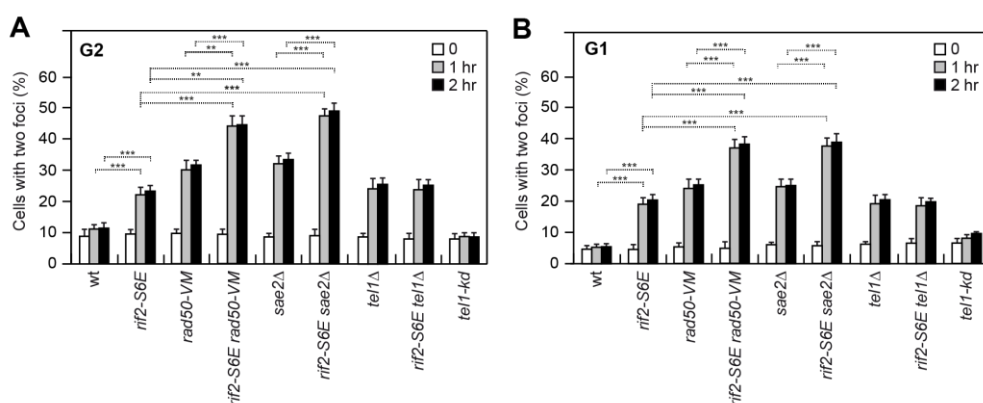 A
G2
0
1 hr
2 hr
Cells with two foci (%)
60
50
40
30
20
10
0
***
**
***
***
***
**
***
***
***
***
wt
rif2-S6E
rad50-VM
rif2-S6E rad50-VM
sae2Δ
rif2-S6E sae2Δ
tel1Δ
rif2-S6E tel1Δ
tel1-kd
B
G1
0
1 hr
2 hr
Cells with two foci (%)
60
50
40
30
20
10
0
***
***
***
***
***
***
***
***
***
***
wt
rif2-S6E
rad50-VM
rif2-S6E rad50-VM
sae2Δ
rif2-S6E sae2Δ
tel1Δ
rif2-S6E tel1Δ
tel1-kd